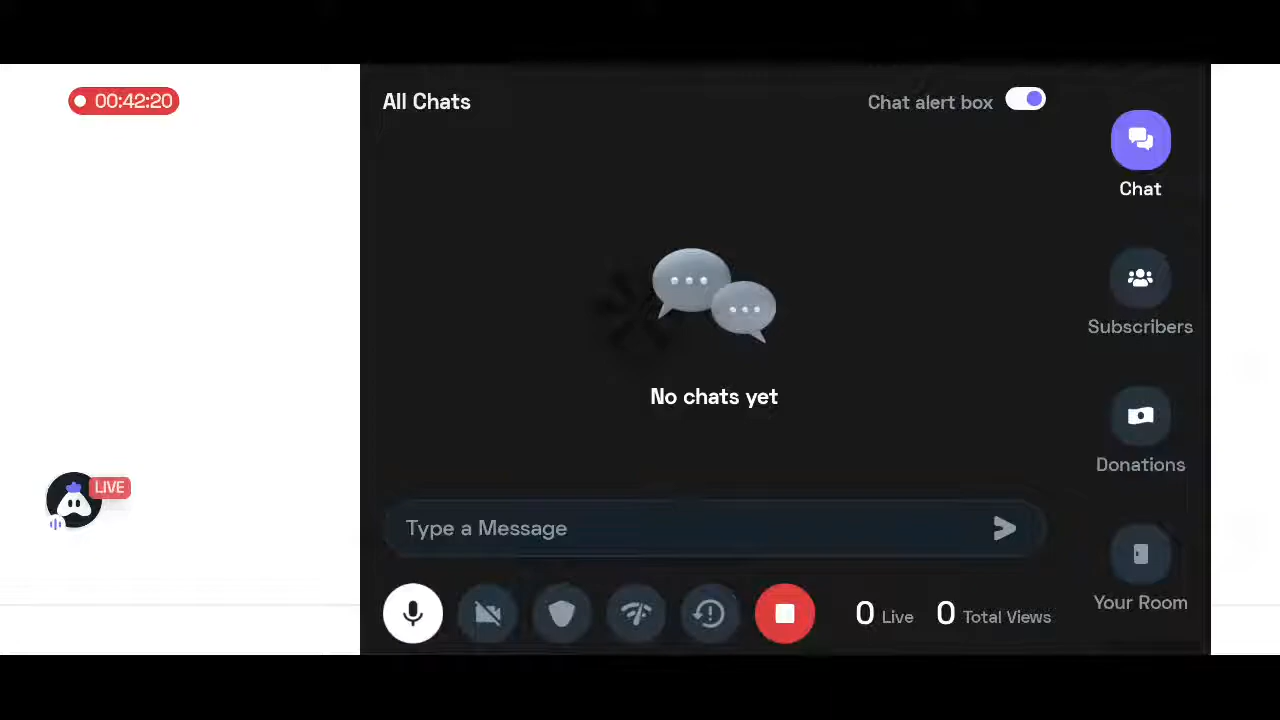 00:42:20
All Chats
Chat alert box
Chat
No chats yet
Subscribers
Donations
LIVE
Type a Message
Your Room
0 Live 0 Total Views